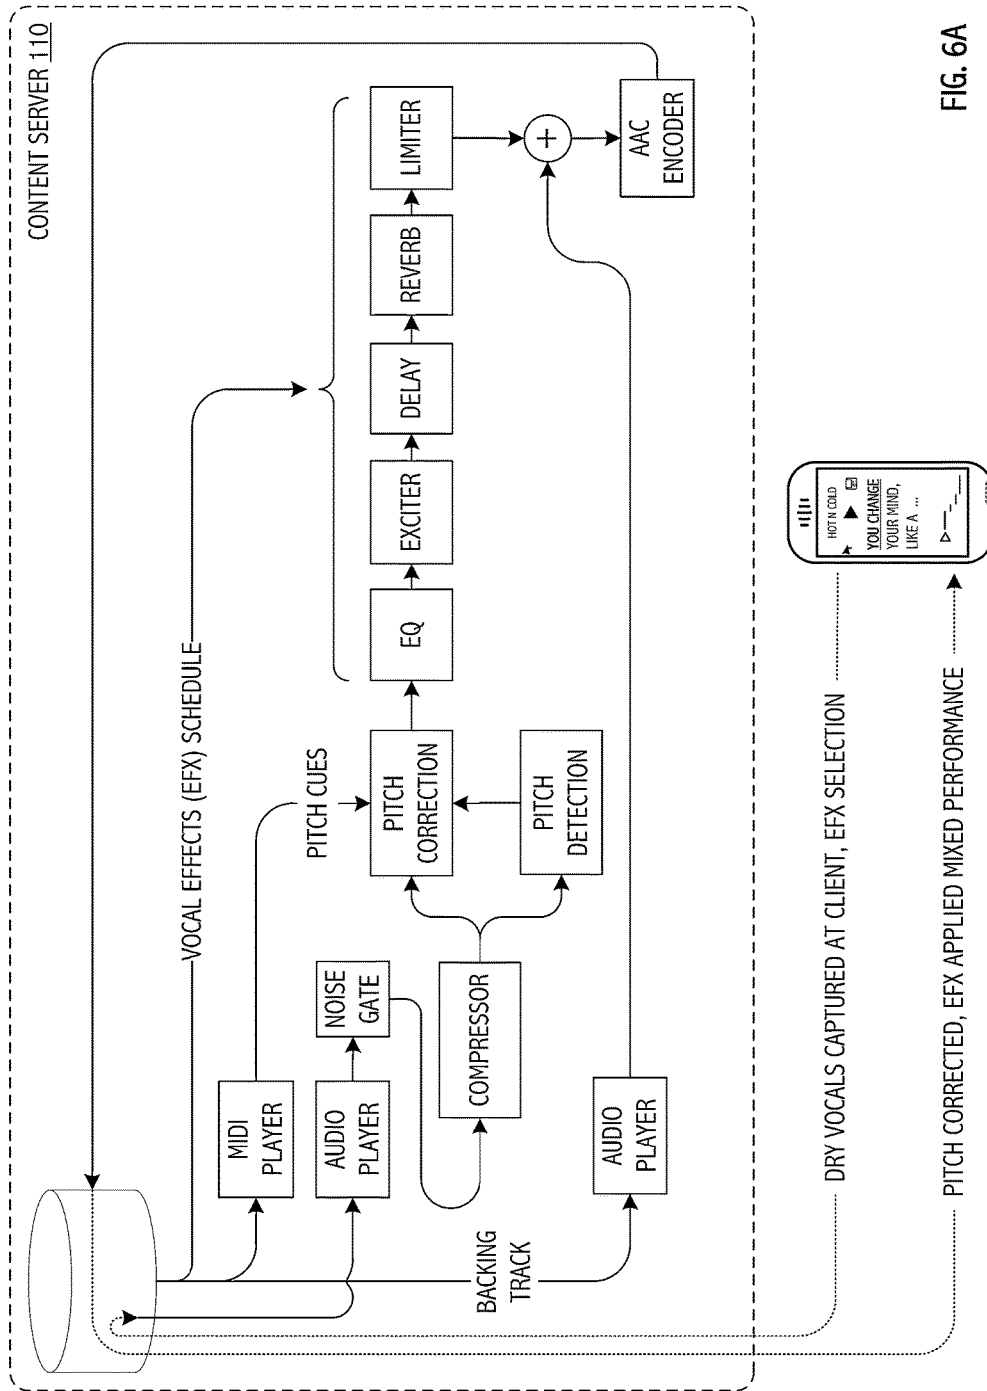 CONTENT SERVER 110
VOCAL EFFECTS (EFX) SCHEDULE
MIDI
PLAYER
PITCH CUES
AUDIO
PLAYER
NOISE
GATE
COMPRESSOR
PITCH
CORRECTION
PITCH
DETECTION
EQ
EXCITER
DELAY
REVERB
LIMITER
+
AAC
ENCODER
BACKING
TRACK
AUDIO
PLAYER
DRY VOCALS CAPTURED AT CLIENT, EFX SELECTION
PITCH CORRECTED, EFX APPLIED MIXED PERFORMANCE
HOT N COLD
YOU CHANGE
YOUR MIND,
LIKE A ...
FIG. 6A